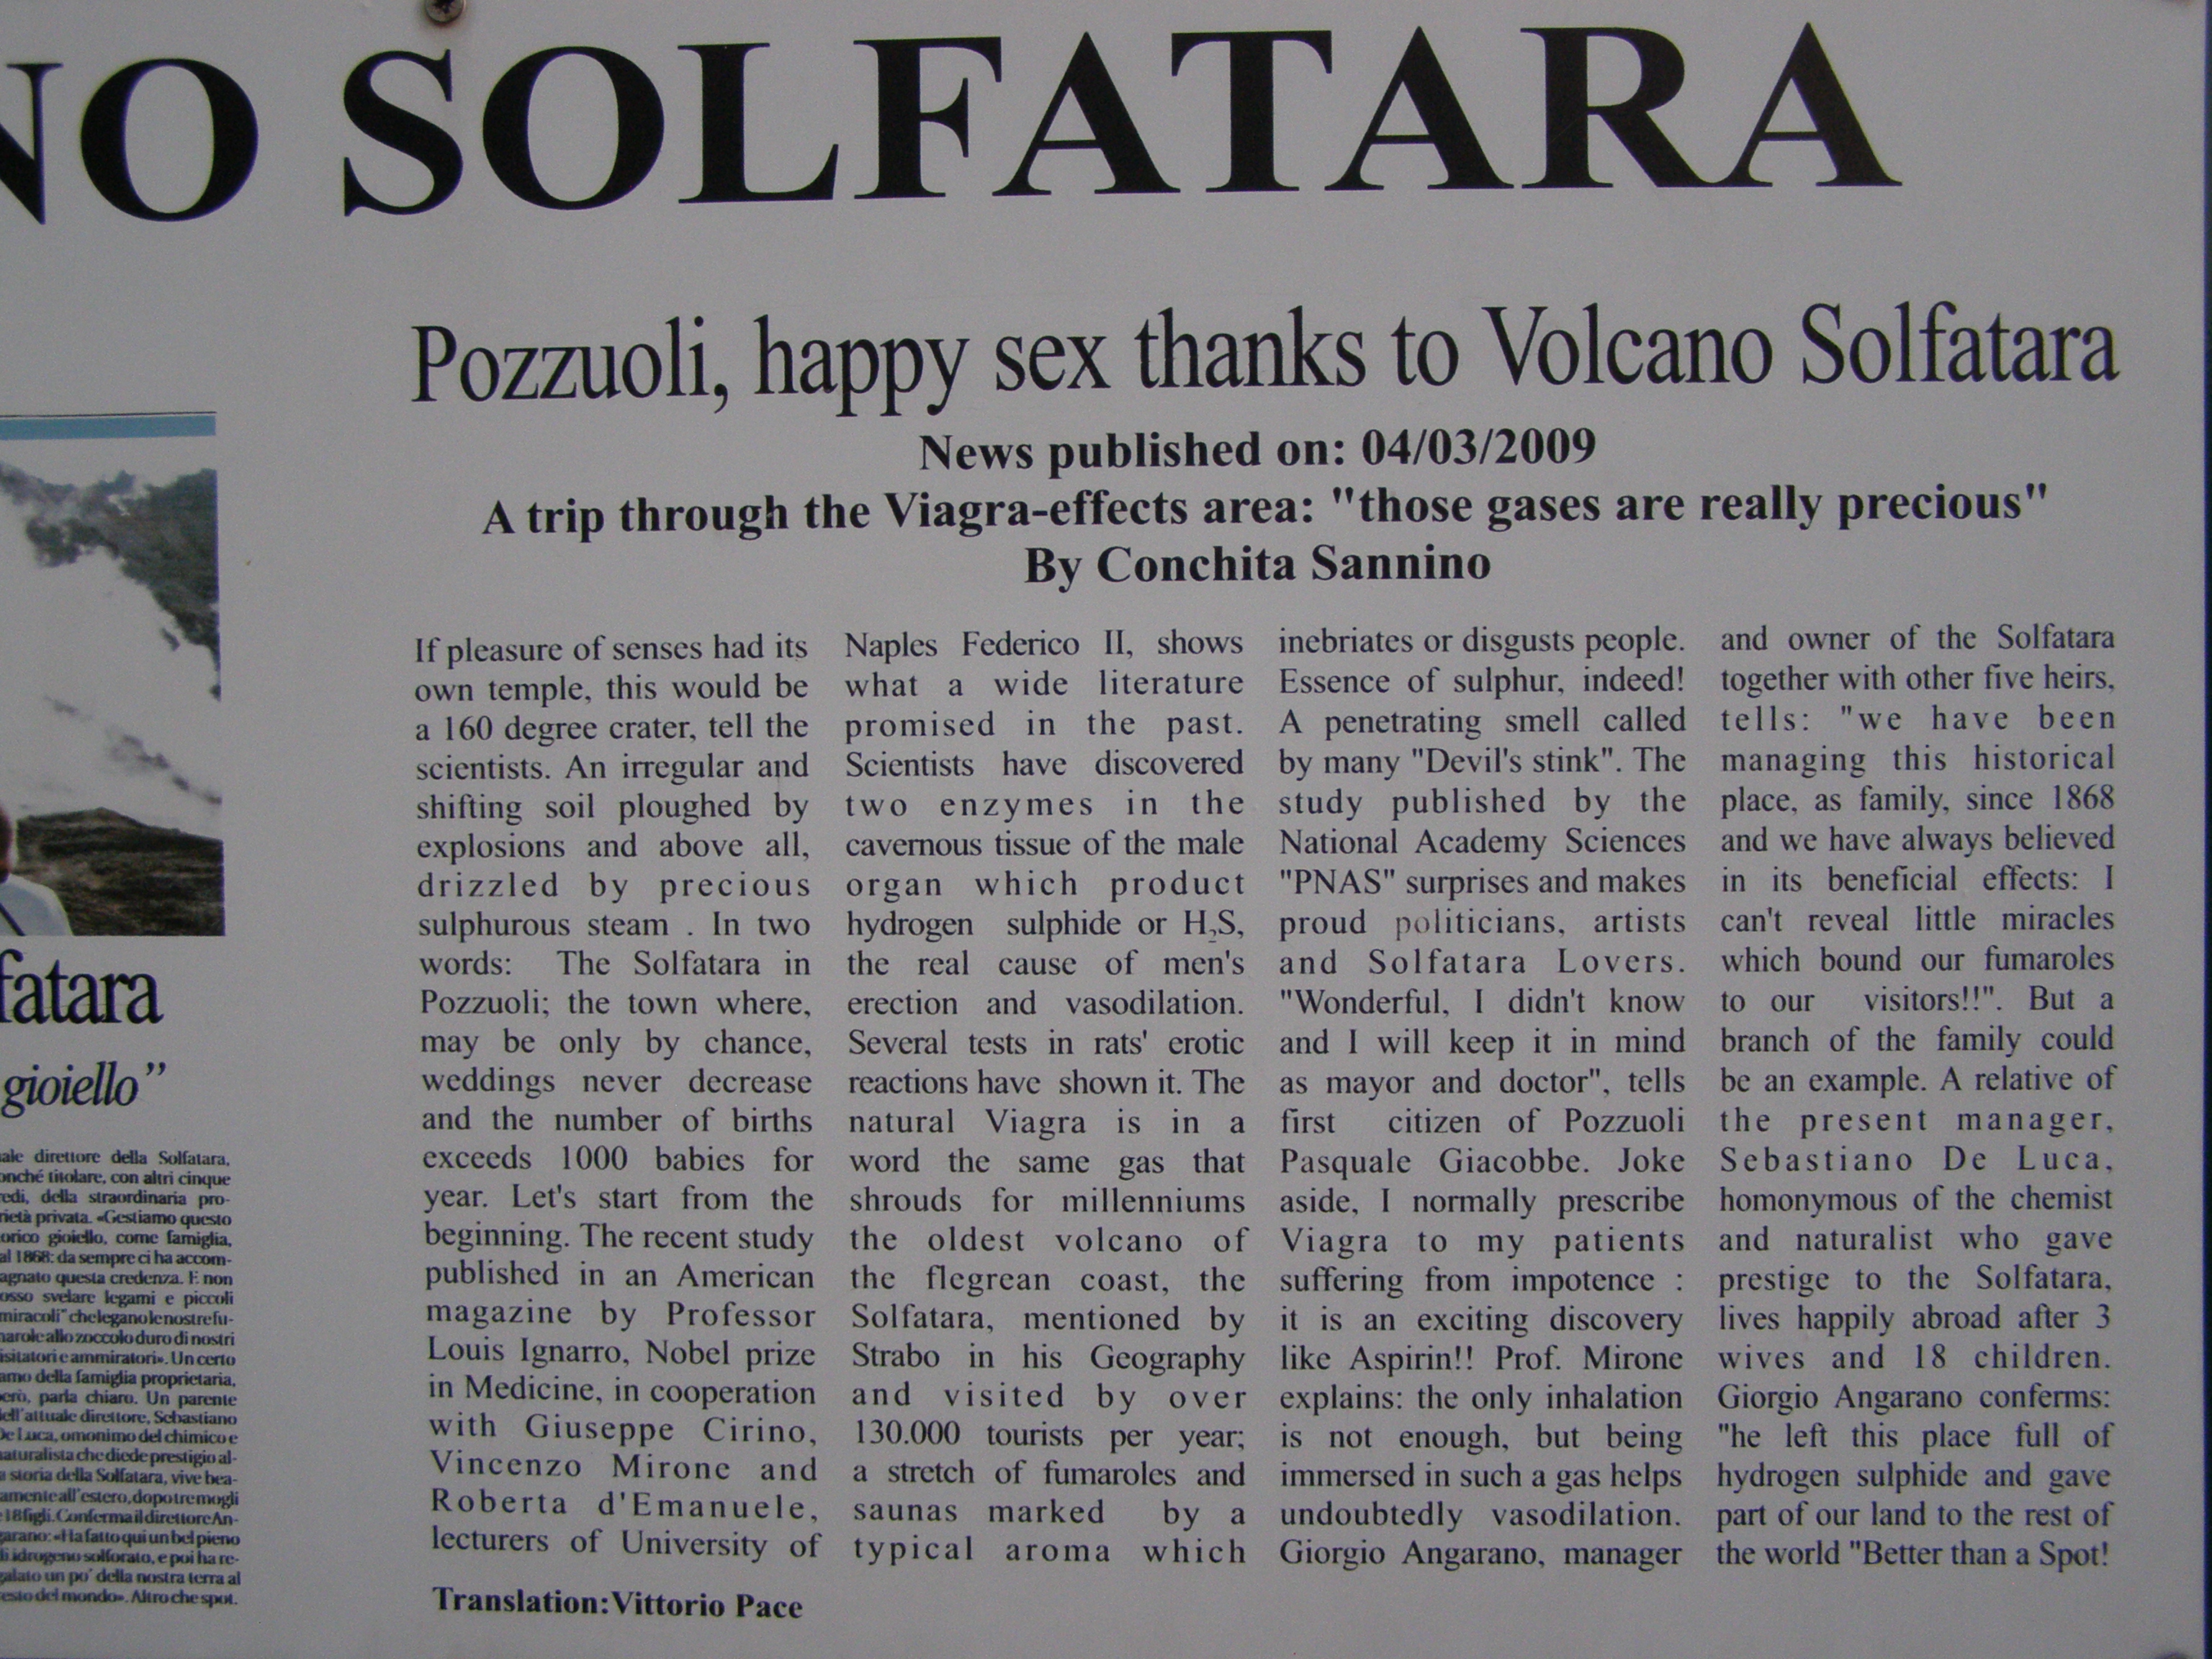 NO SOLFATARA
fatara
gioiello”
ale direttore della Solfatara,
onché titolare, con altri cinque
redi, della straordinaria pro-
rietà privata. «Gestiamo questo
orico gioiello, come famiglia,
al 1868: da sempre ci ha accom-
agnato questa credenza. E non
osso svelare legami e piccoli
miracoli" che legano le nostre fu-
narole allo zoccolo duro di nostri
isitatori e ammiratori». Un certo
amo della famiglia proprietaria,
erò, parla chiaro. Un parente
ell'attuale direttore, Sebastiano
De Luca, omonimo del chimico e
naturalista che diede prestigio al-
a storia della Solfatara, vive bea-
amente all'estero, dopo tre mogli
18 figli. Conferma il direttore An-
garano: «Ha fatto qui un bel pieno
li idrogeno solforato, e poi ha re-
galato un po' della nostra terra al
esto del mondo». Altro che spot.
Pozzuoli, happy sex thanks to Volcano Solfatara
News published on: 04/03/2009
A trip through the Viagra-effects area: "those gases are really precious"
By Conchita Sannino
If pleasure of senses had its
own temple, this would be
a 160 degree crater, tell the
scientists. An irregular and
shifting soil ploughed by
explosions and above all,
drizzled by precious
sulphurous steam . In two
words: The Solfatara in
Pozzuoli; the town where,
may be only by chance,
weddings never decrease
and the number of births
exceeds 1000 babies for
year. Let's start from the
beginning. The recent study
published in an American
magazine by Professor
Louis Ignarro, Nobel prize
in Medicine, in cooperation
with Giuseppe Cirino,
Vincenzo Mirone and
Roberta d'Emanuele,
lecturers of University of
Naples Federico II, shows
what a wide literature
promised in the past.
Scientists have discovered
two enzymes in the
cavernous tissue of the male
organ which product
hydrogen sulphide or H₂S,
the real cause of men's
erection and vasodilation.
Several tests in rats' erotic
reactions have shown it. The
natural Viagra is in a
word the same gas that
shrouds for millenniums
the oldest volcano of
the flegrean coast, the
Solfatara, mentioned by
Strabo in his Geography
and visited by over
130.000 tourists per year;
a stretch of fumaroles and
saunas marked by a
typical aroma which
inebriates or disgusts people.
Essence of sulphur, indeed!
A penetrating smell called
by many "Devil's stink". The
study published by the
National Academy Sciences
"PNAS" surprises and makes
proud politicians, artists
and Solfatara Lovers.
"Wonderful, I didn't know
and I will keep it in mind
as mayor and doctor", tells
first citizen of Pozzuoli
Pasquale Giacobbe. Joke
aside, I normally prescribe
Viagra to my patients
suffering from impotence :
it is an exciting discovery
like Aspirin!! Prof. Mirone
explains: the only inhalation
is not enough, but being
immersed in such a gas helps
undoubtedly vasodilation.
Giorgio Angarano, manager
and owner of the Solfatara
together with other five heirs,
tells: "we have been
managing this historical
place, as family, since 1868
and we have always believed
in its beneficial effects: I
can't reveal little miracles
which bound our fumaroles
to our visitors!!". But a
branch of the family could
be an example. A relative of
the present manager,
Sebastiano De Luca,
homonymous of the chemist
and naturalist who gave
prestige to the Solfatara,
lives happily abroad after 3
wives and 18 children.
Giorgio Angarano conferms:
"he left this place full of
hydrogen sulphide and gave
part of our land to the rest of
the world "Better than a Spot!
Translation:Vittorio Pace